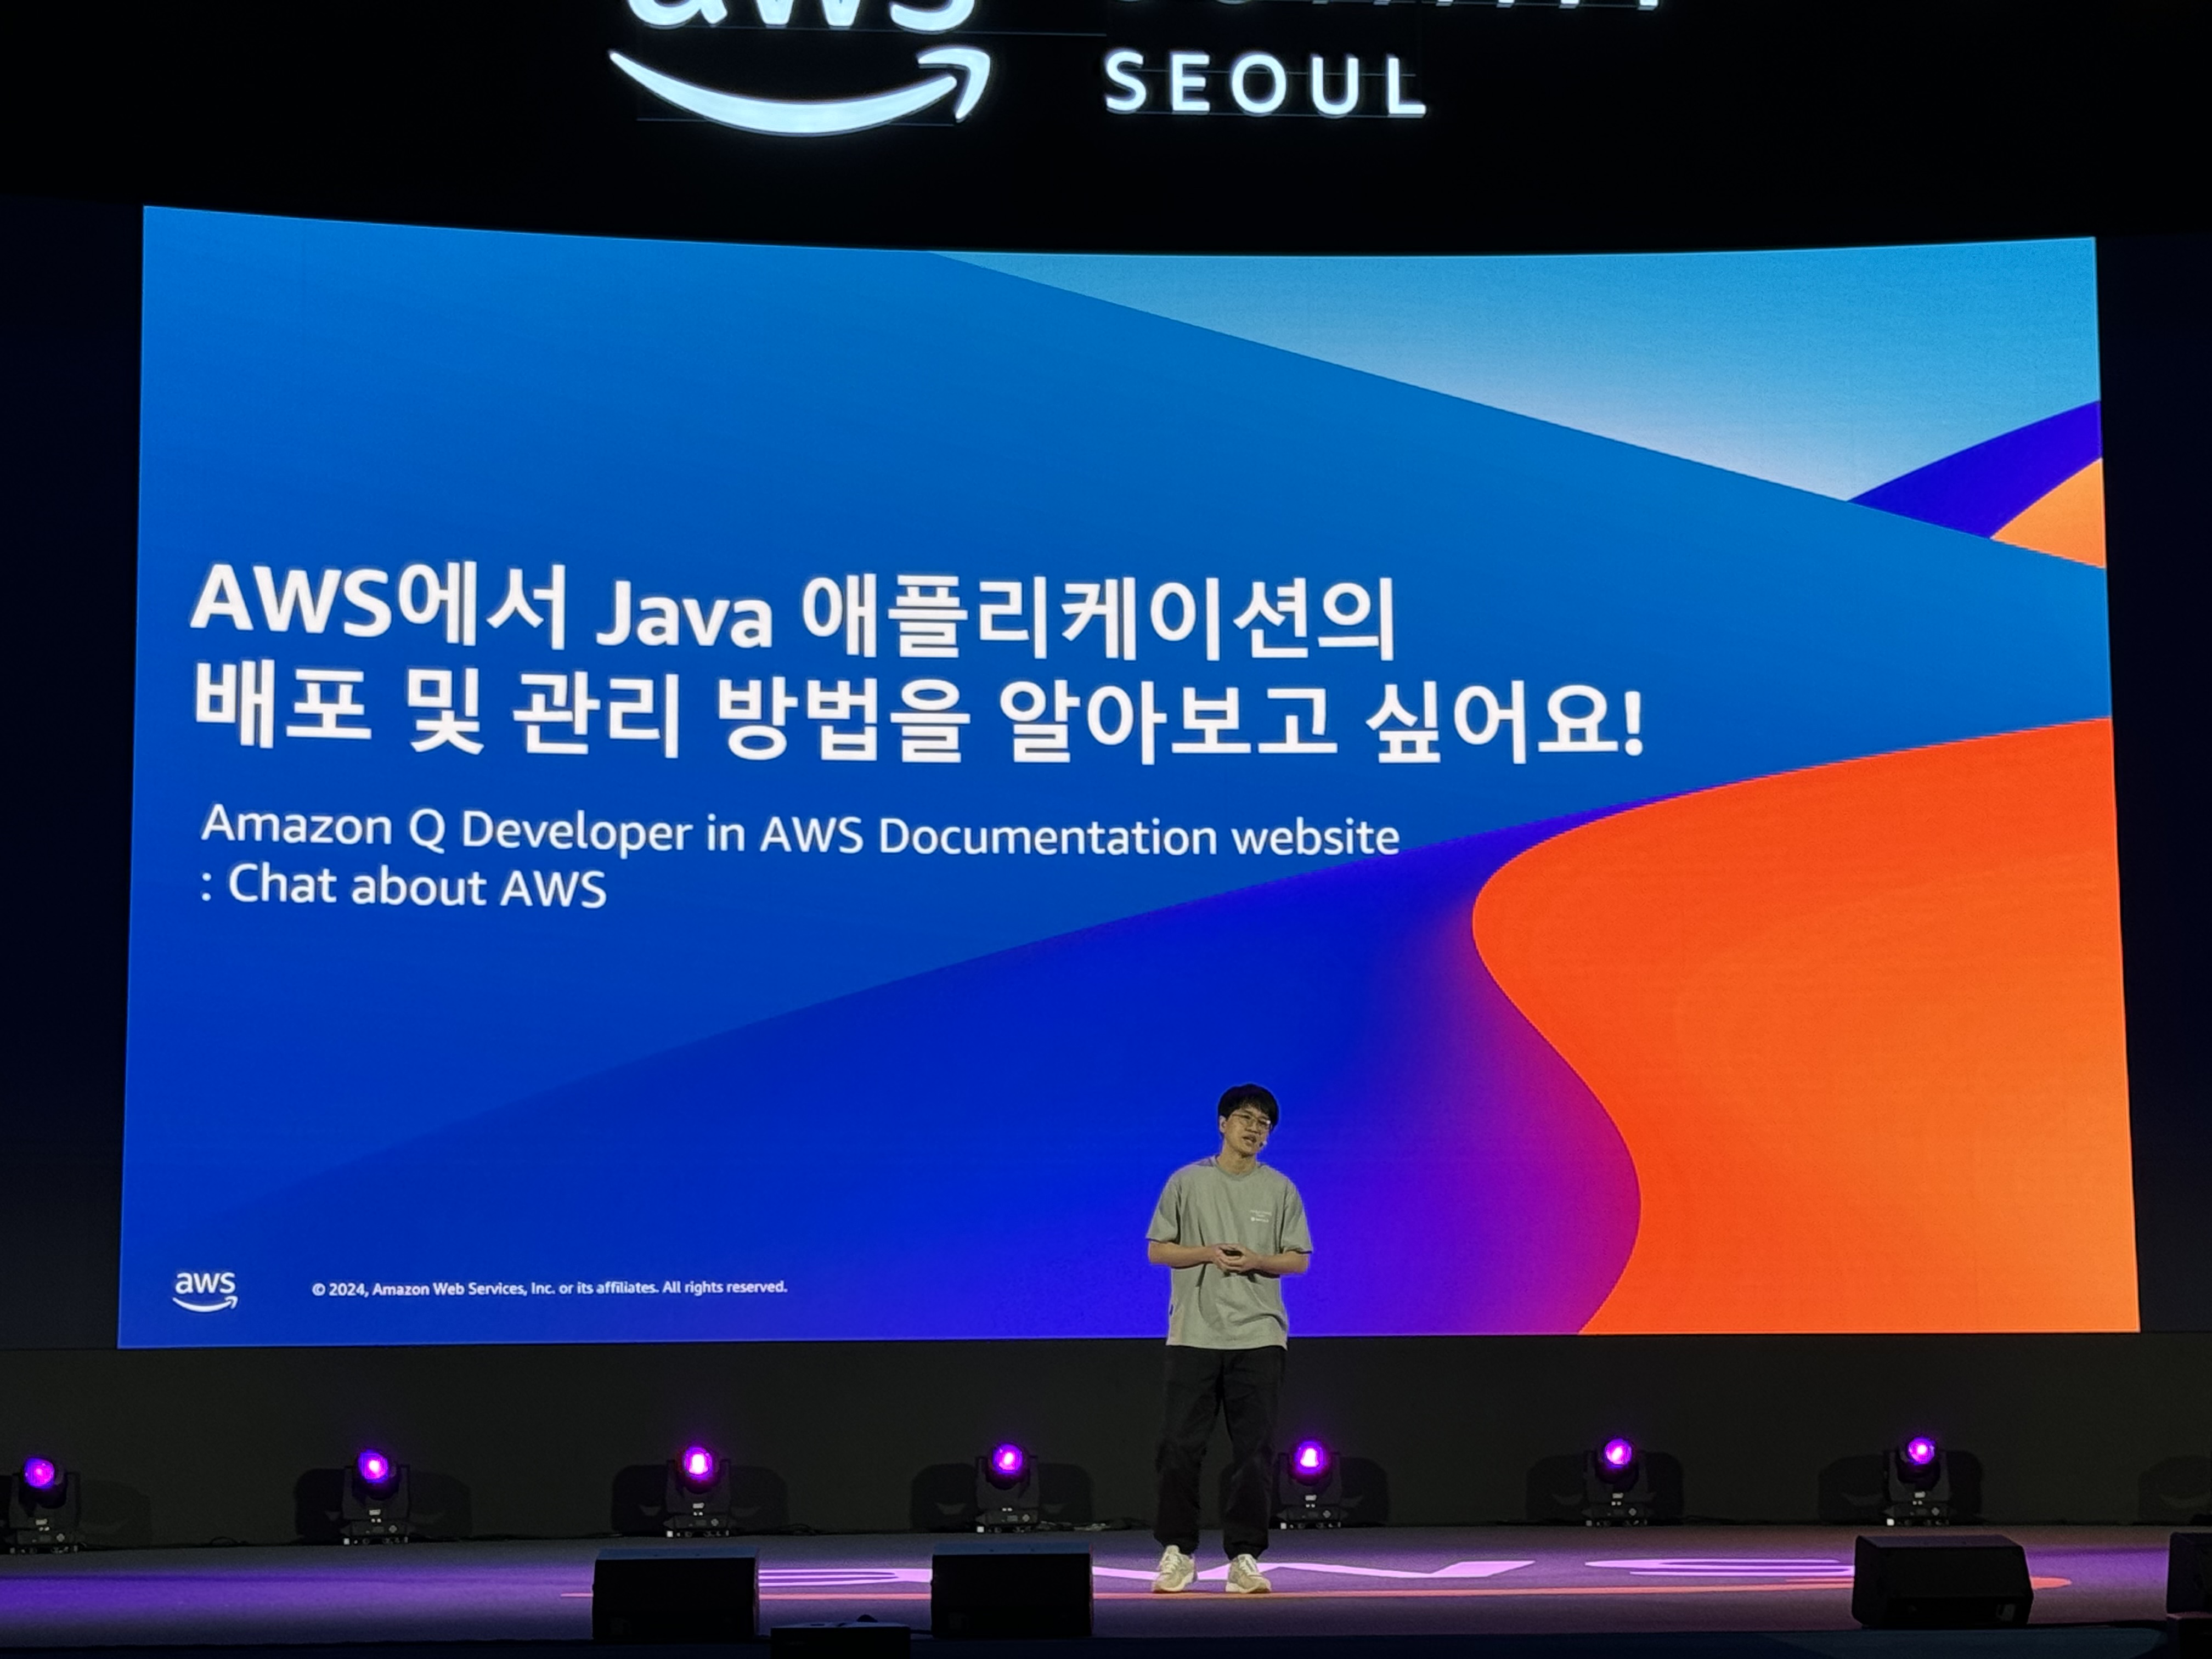 aws
SEOUL
AWS에서 Java 애플리케이션의
배포 및 관리 방법을 알아보고 싶어요!
Amazon Q Developer in AWS Documentation website
: Chat about AWS
aws
© 2024, Amazon Web Services, Inc. or its affiliates. All rights reserved.